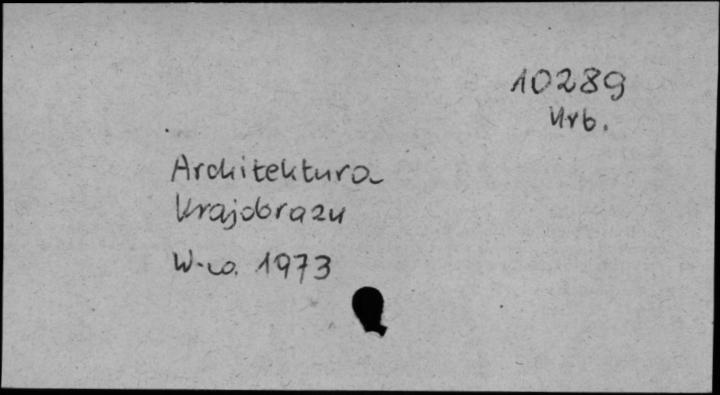 10289
Urb.
Architektura
Krajobrazu
W-wa. 1973